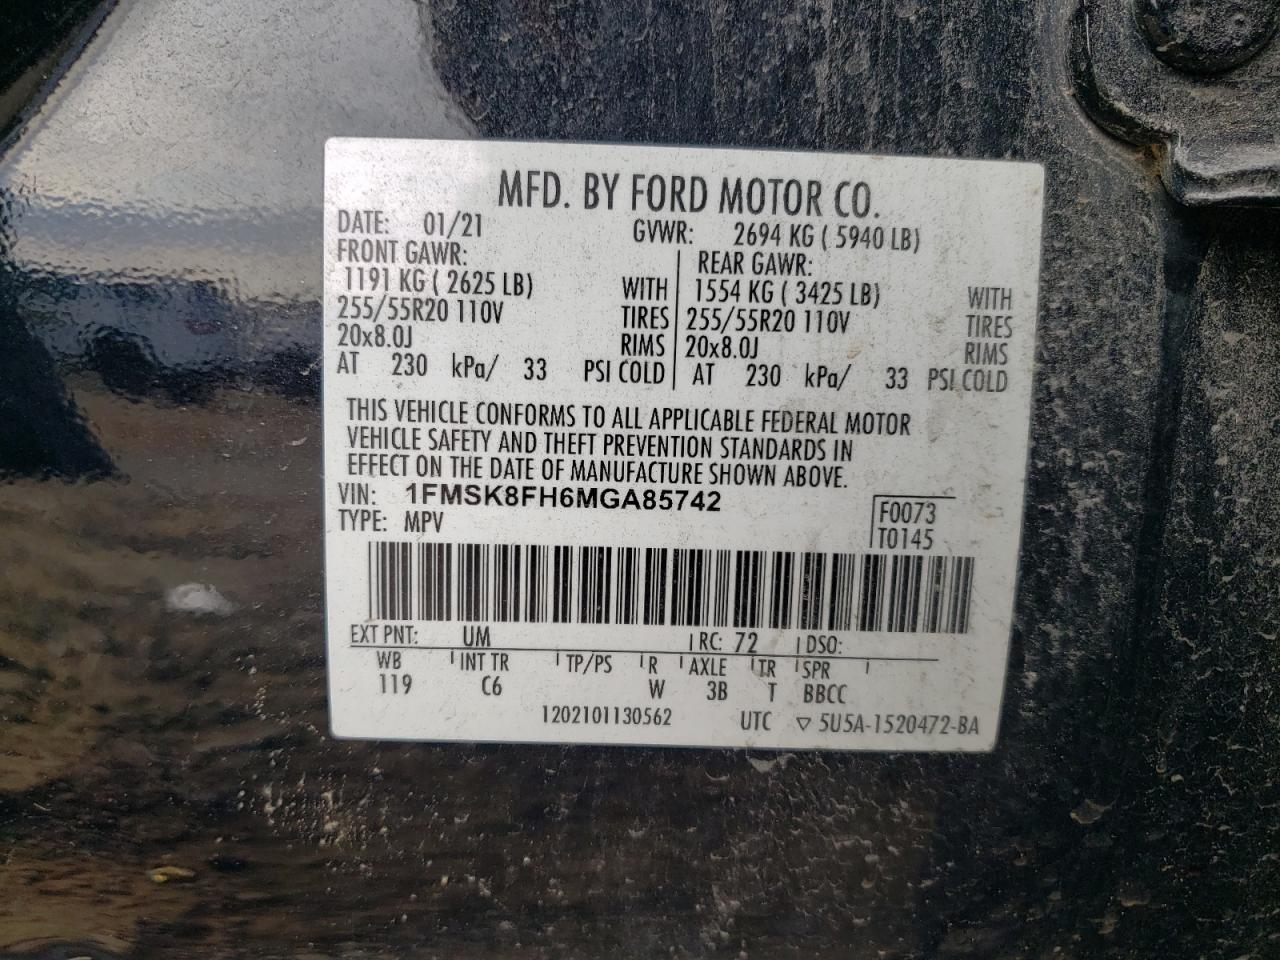 MFD. BY FORD MOTOR CO.
DATE: 01/21 GVWR: 2694 KG ( 5940 LB)
FRONT GAWR: REAR GAWR:
1191 KG ( 2625 LB) WITH 1554 KG ( 3425 LB) WITH
255/55R20 110V TIRES 255/55R20 110V TIRES
20x8.0J RIMS 20x8.0J RIMS
AT 230 kPa/ 33 PSI COLD AT 230 kPa/ 33 PSI COLD
THIS VEHICLE CONFORMS TO ALL APPLICABLE FEDERAL MOTOR
VEHICLE SAFETY AND THEFT PREVENTION STANDARDS IN
EFFECT ON THE DATE OF MANUFACTURE SHOWN ABOVE.
VIN: 1FMSK8FH6MGA85742
TYPE: MPV
F0073
T0145
EXT PNT: UM RC: 72 DSO:
WB INT TR TP/PS R AXLE TR SPR
119 C6 W 3B T BBCC
1202101130562 UTC ▽ 5U5A-1520472-BA